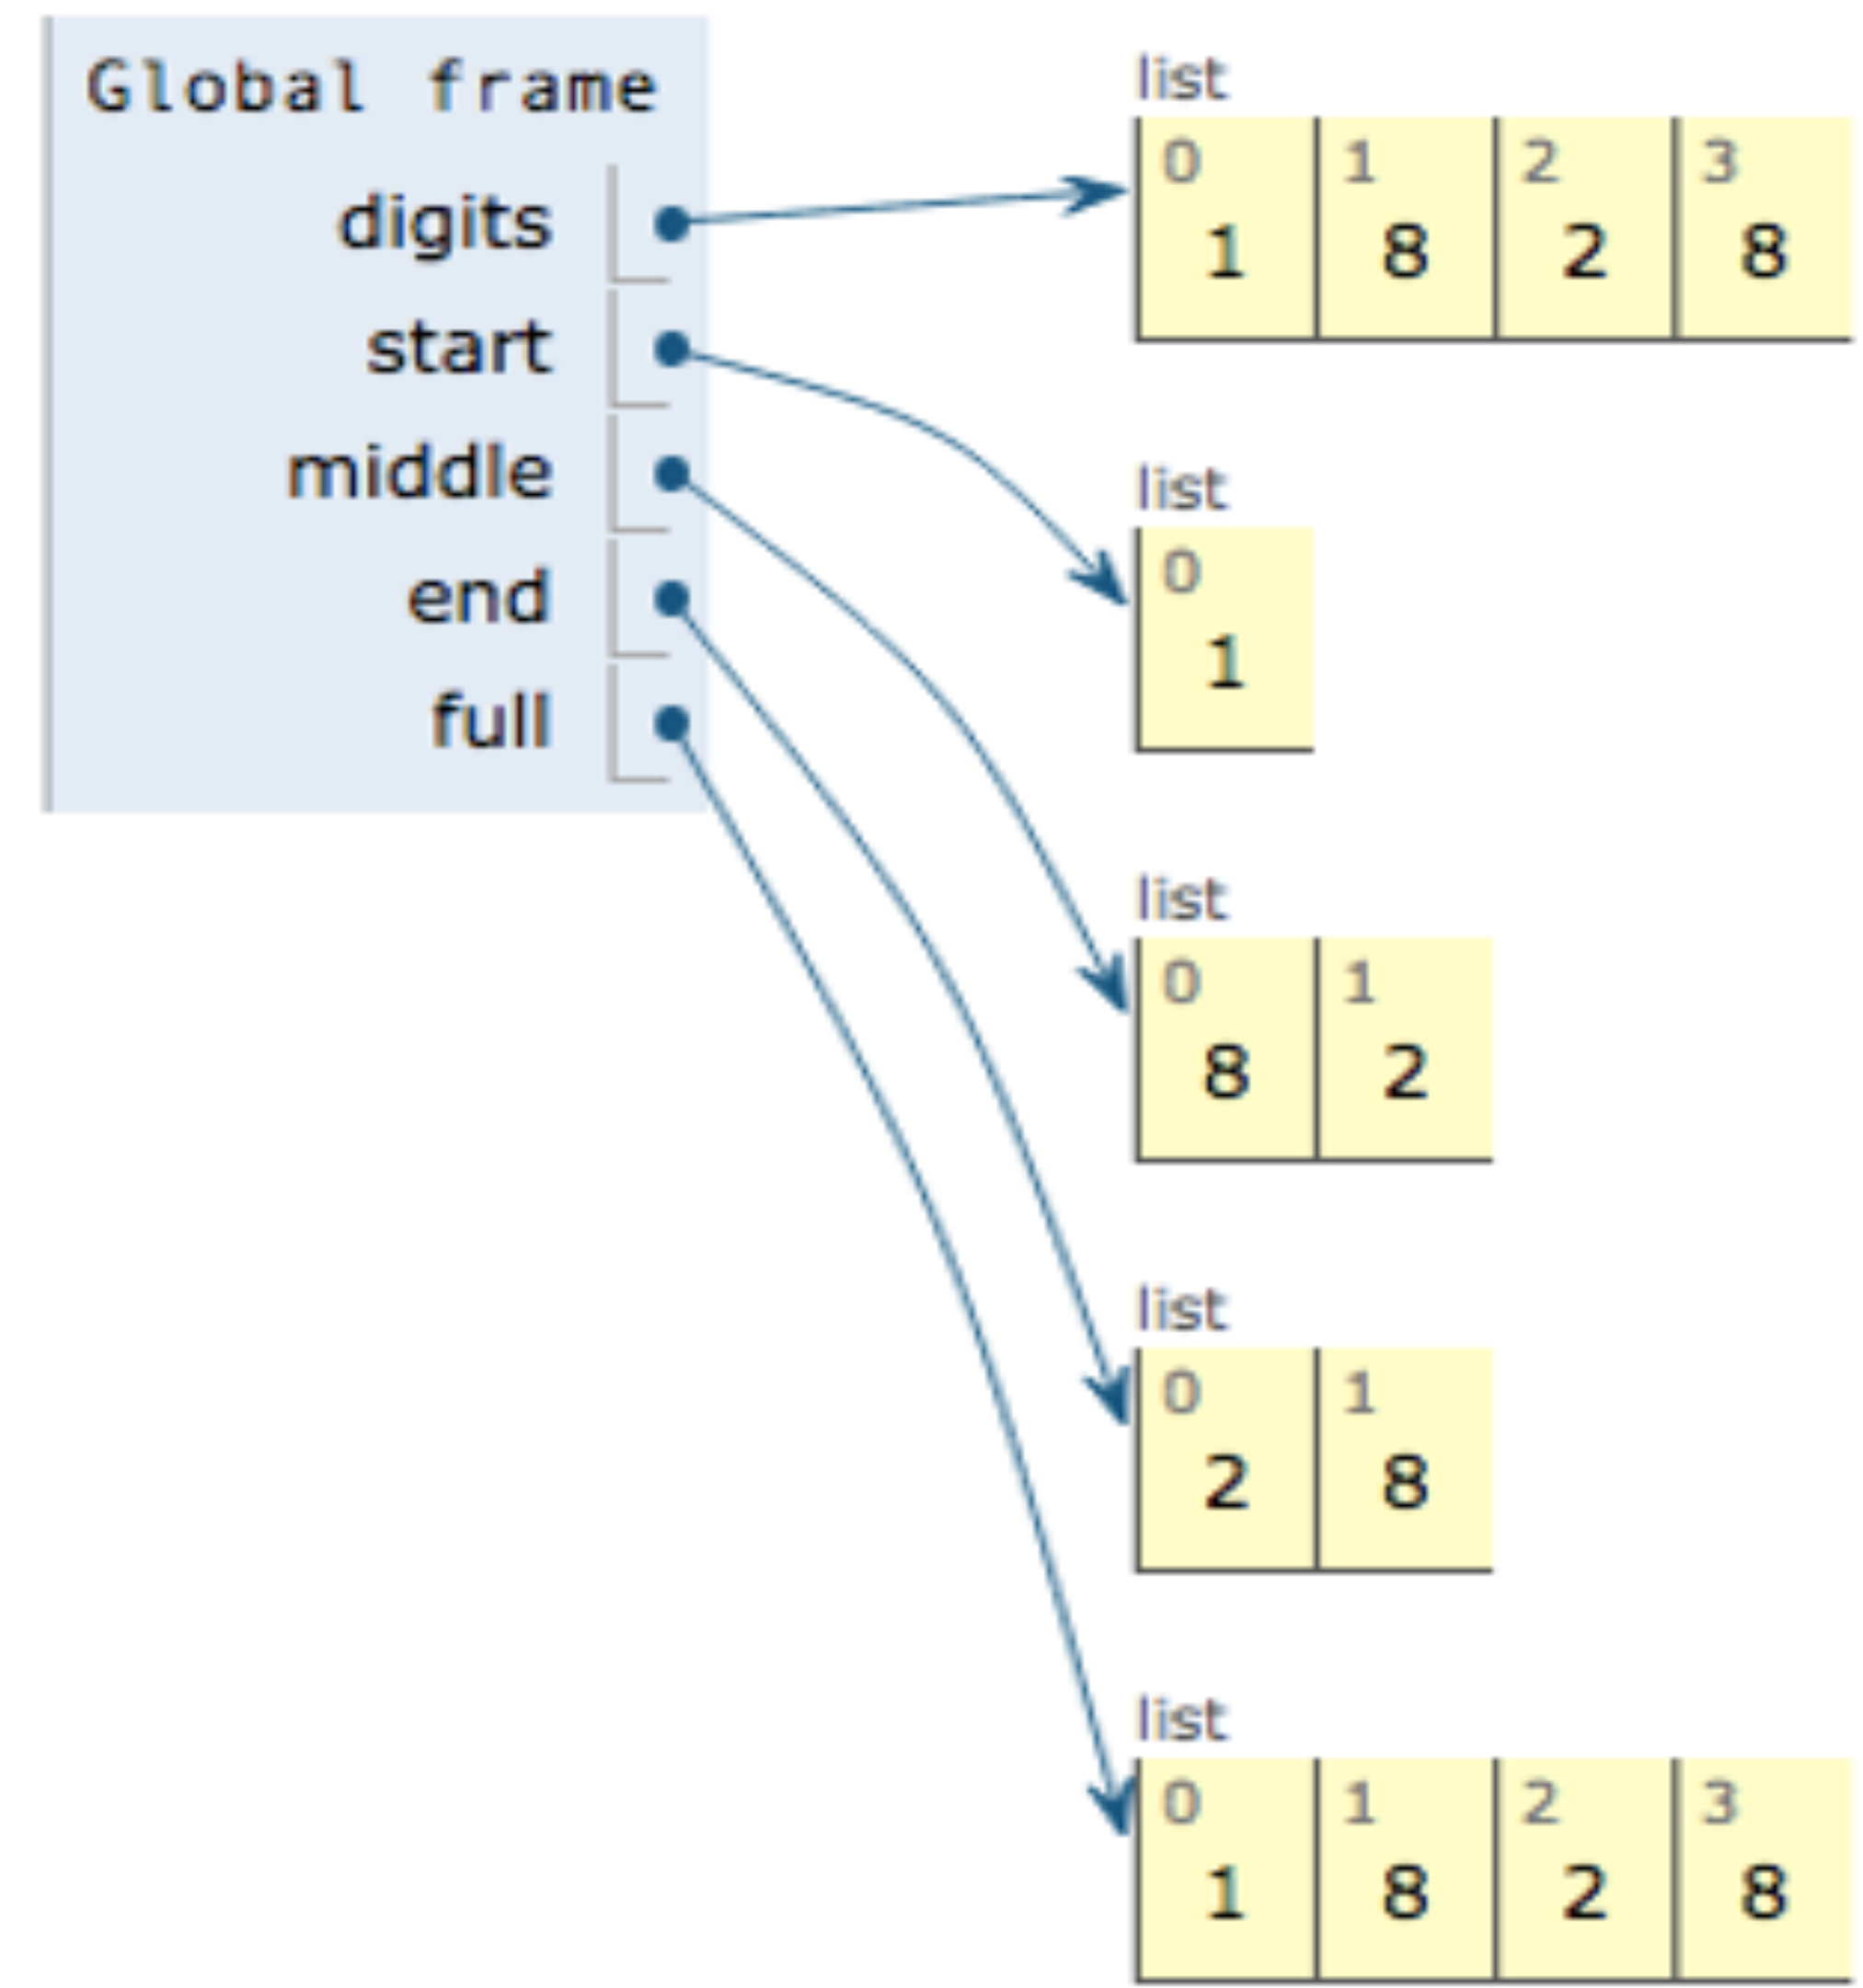 Global frame
digits
start
middle
end
full
list
0 1 2 3
1 8 2 8
list
0
1
list
0 1
8 2
list
0 1
2 8
list
0 1 2 3
1 8 2 8